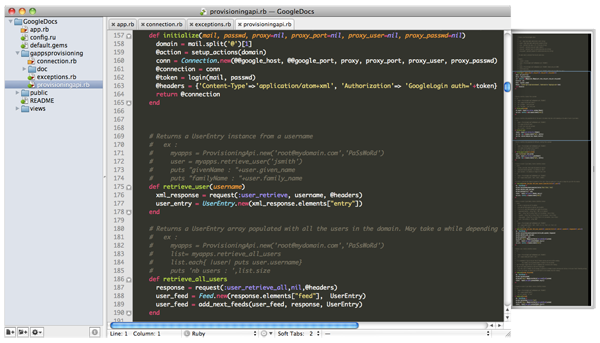 provisioningapi.rb — GoogleDocs
GoogleDocs
app.rb
config.ru
default.gems
gappsprovisioning
connection.rb
doc
exceptions.rb
provisioningapi.rb
public
README
views
app.rb
connection.rb
exceptions.rb
provisioningapi.rb
157 def initialize(mail, passwd, proxy=nil, proxy_port=nil, proxy_user=nil, proxy_passwd=nil)
158 domain = mail.split('@')[1]
159 @action = setup_actions(domain)
160 conn = Connection.new(@@google_host, @@google_port, proxy, proxy_port, proxy_user, proxy_passwd)
161 @connection = conn
162 @token = login(mail, passwd)
163 @headers = {'Content-Type'=>'application/atom+xml', 'Authorization'=> 'GoogleLogin auth='+token}
164 return @connection
165 end
166
167
168
169 # Returns a UserEntry instance from a username
170 # ex :
171 # myapps = ProvisioningApi.new('root@mydomain.com','PaSsWoRd')
172 # user = myapps.retrieve_user('jsmith')
173 # puts "givenName : "+user.given_name
174 # puts "familyName : "+user.family_name
175 def retrieve_user(username)
176 xml_response = request(:user_retrieve, username, @headers)
177 user_entry = UserEntry.new(xml_response.elements["entry"])
178 end
179
180 # Returns a UserEntry array populated with all the users in the domain. May take a while depending o
181 # ex :
182 # myapps = ProvisioningApi.new('root@mydomain.com','PaSsWoRd')
183 # list= myapps.retrieve_all_users
184 # list.each{ |user| puts user.username}
185 # puts 'nb users : ',list.size
186 def retrieve_all_users
187 response = request(:user_retrieve_all,nil,@headers)
188 user_feed = Feed.new(response.elements["feed"], UserEntry)
189 user_feed = add_next_feeds(user_feed, response, UserEntry)
190 end
191
Line: 1 Column: 1
Ruby
Soft Tabs: 2
—